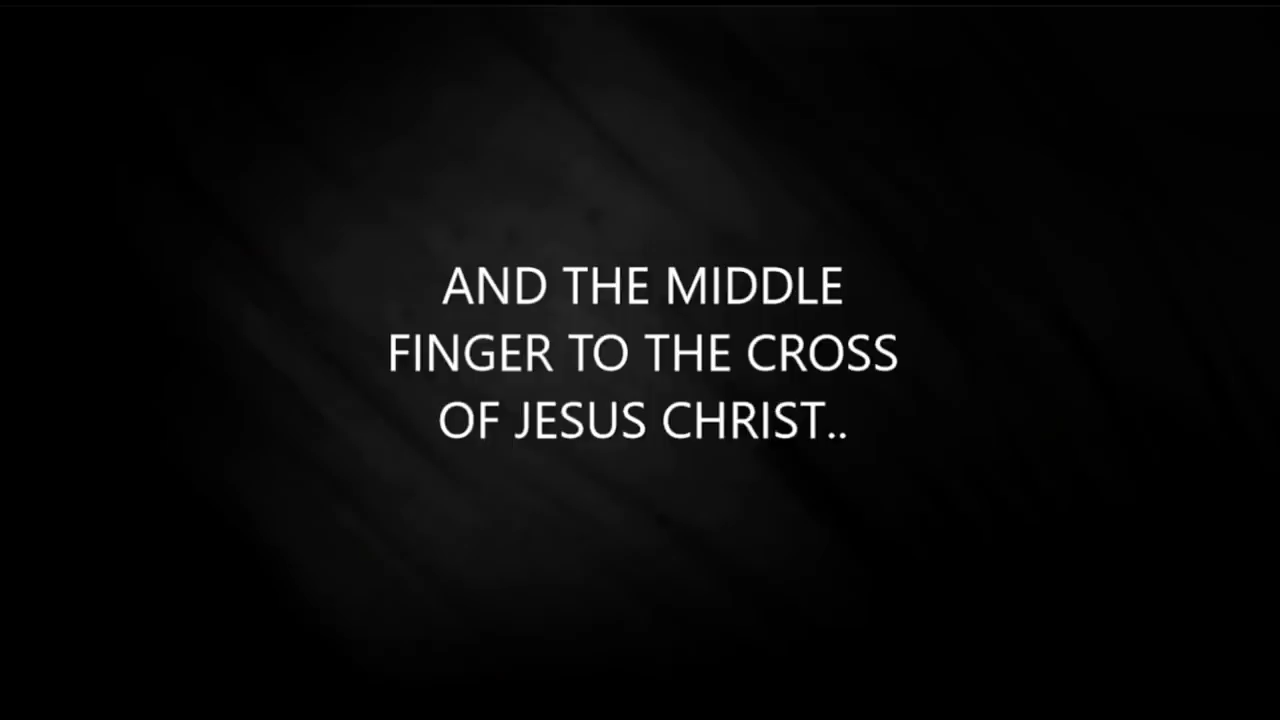 AND THE MIDDLE
FINGER TO THE CROSS
OF JESUS CHRIST..